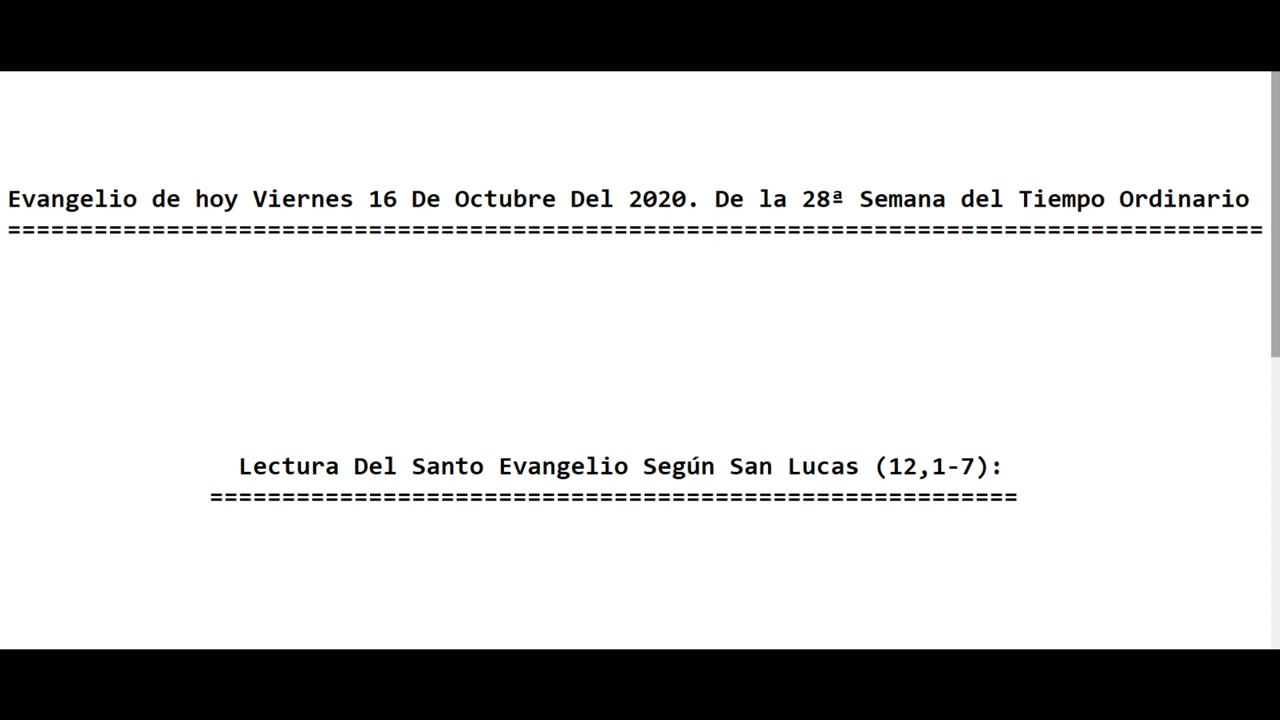 Evangelio de hoy Viernes 16 De Octubre Del 2020. De la 28ª Semana del Tiempo Ordinario
=======================================================================================
Lectura Del Santo Evangelio Según San Lucas (12,1-7):
========================================================